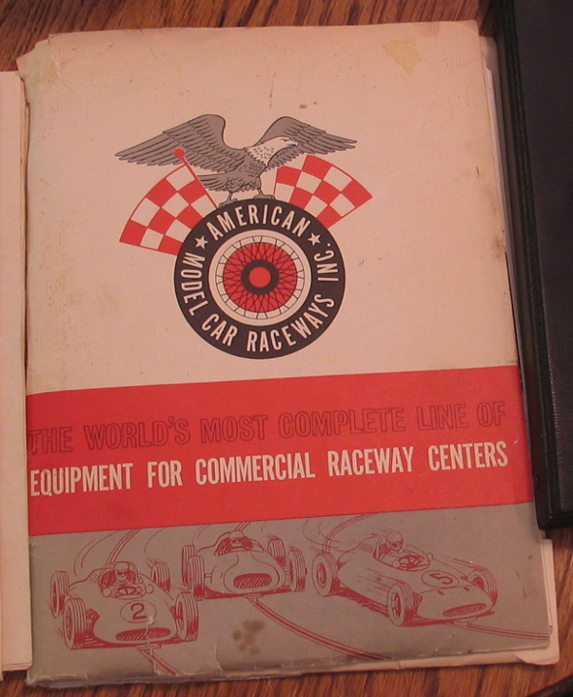 ★ AMERICAN ★
MODEL CAR RACEWAYS INC.
THE WORLD'S MOST COMPLETE LINE OF
EQUIPMENT FOR COMMERCIAL RACEWAY CENTERS
2
5